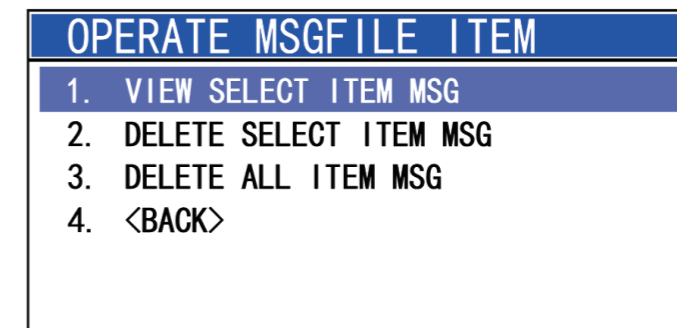 OPERATE MSGFILE ITEM
1. VIEW SELECT ITEM MSG
2. DELETE SELECT ITEM MSG
3. DELETE ALL ITEM MSG
4. <BACK>